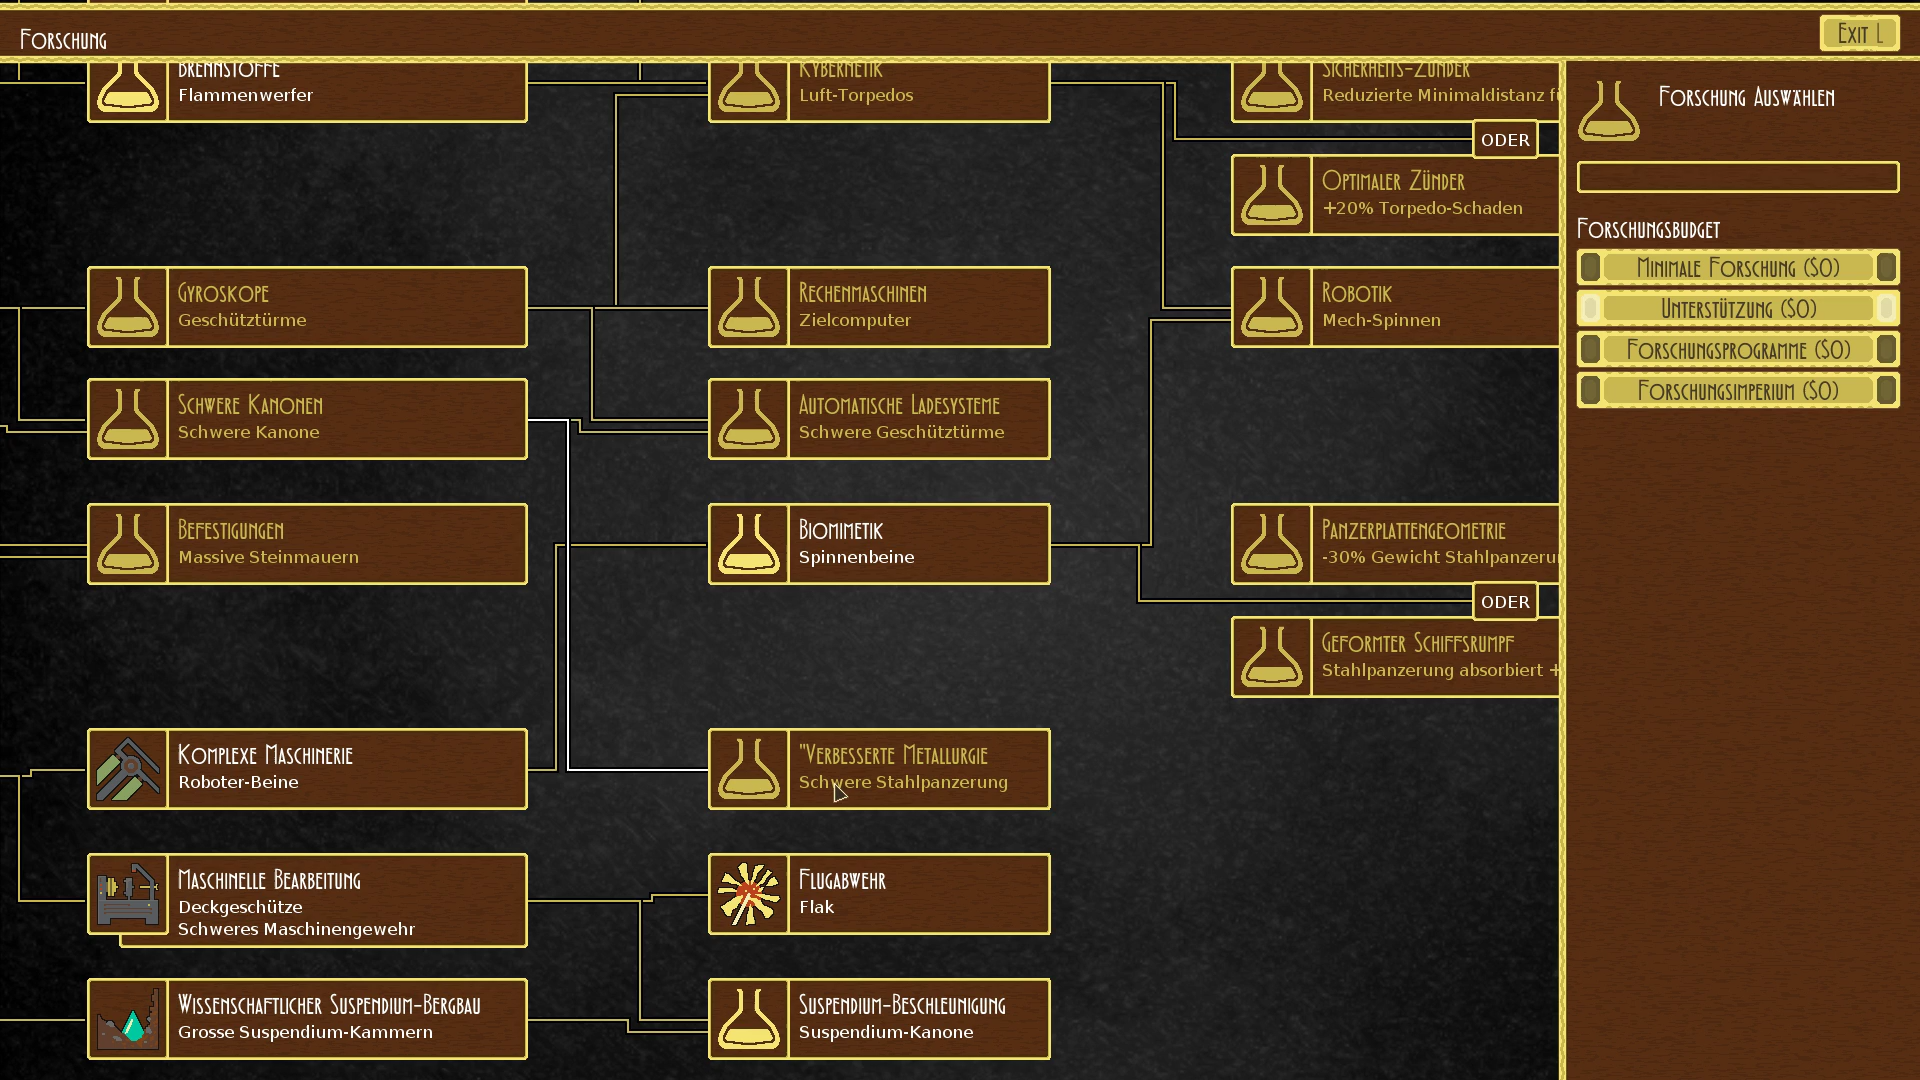 Forschung
Exit L
Brennstoffe
Flammenwerfer
Kybernetik
Luft-Torpedos
Sicherheits-Zünder
Reduzierte Minimaldistanz fü
ODER
Optimaler Zünder
+20% Torpedo-Schaden
Gyroskope
Geschütztürme
Rechenmaschinen
Zielcomputer
Robotik
Mech-Spinnen
Schwere Kanonen
Schwere Kanone
Automatische Ladesysteme
Schwere Geschütztürme
Befestigungen
Massive Steinmauern
Biomimetik
Spinnenbeine
Panzerplattengeometrie
-30% Gewicht Stahlpanzerun
ODER
Geformter Schiffsrumpf
Stahlpanzerung absorbiert +
Komplexe Maschinerie
Roboter-Beine
"Verbesserte Metallurgie
Schwere Stahlpanzerung
Maschinelle Bearbeitung
Deckgeschütze
Schweres Maschinengewehr
Flugabwehr
Flak
Wissenschaftlicher Suspendium-Bergbau
Grosse Suspendium-Kammern
Suspendium-Beschleunigung
Suspendium-Kanone
Forschung Auswählen
Forschungsbudget
Minimale Forschung ($0)
Unterstützung ($0)
Forschungsprogramme ($0)
Forschungsimperium ($0)